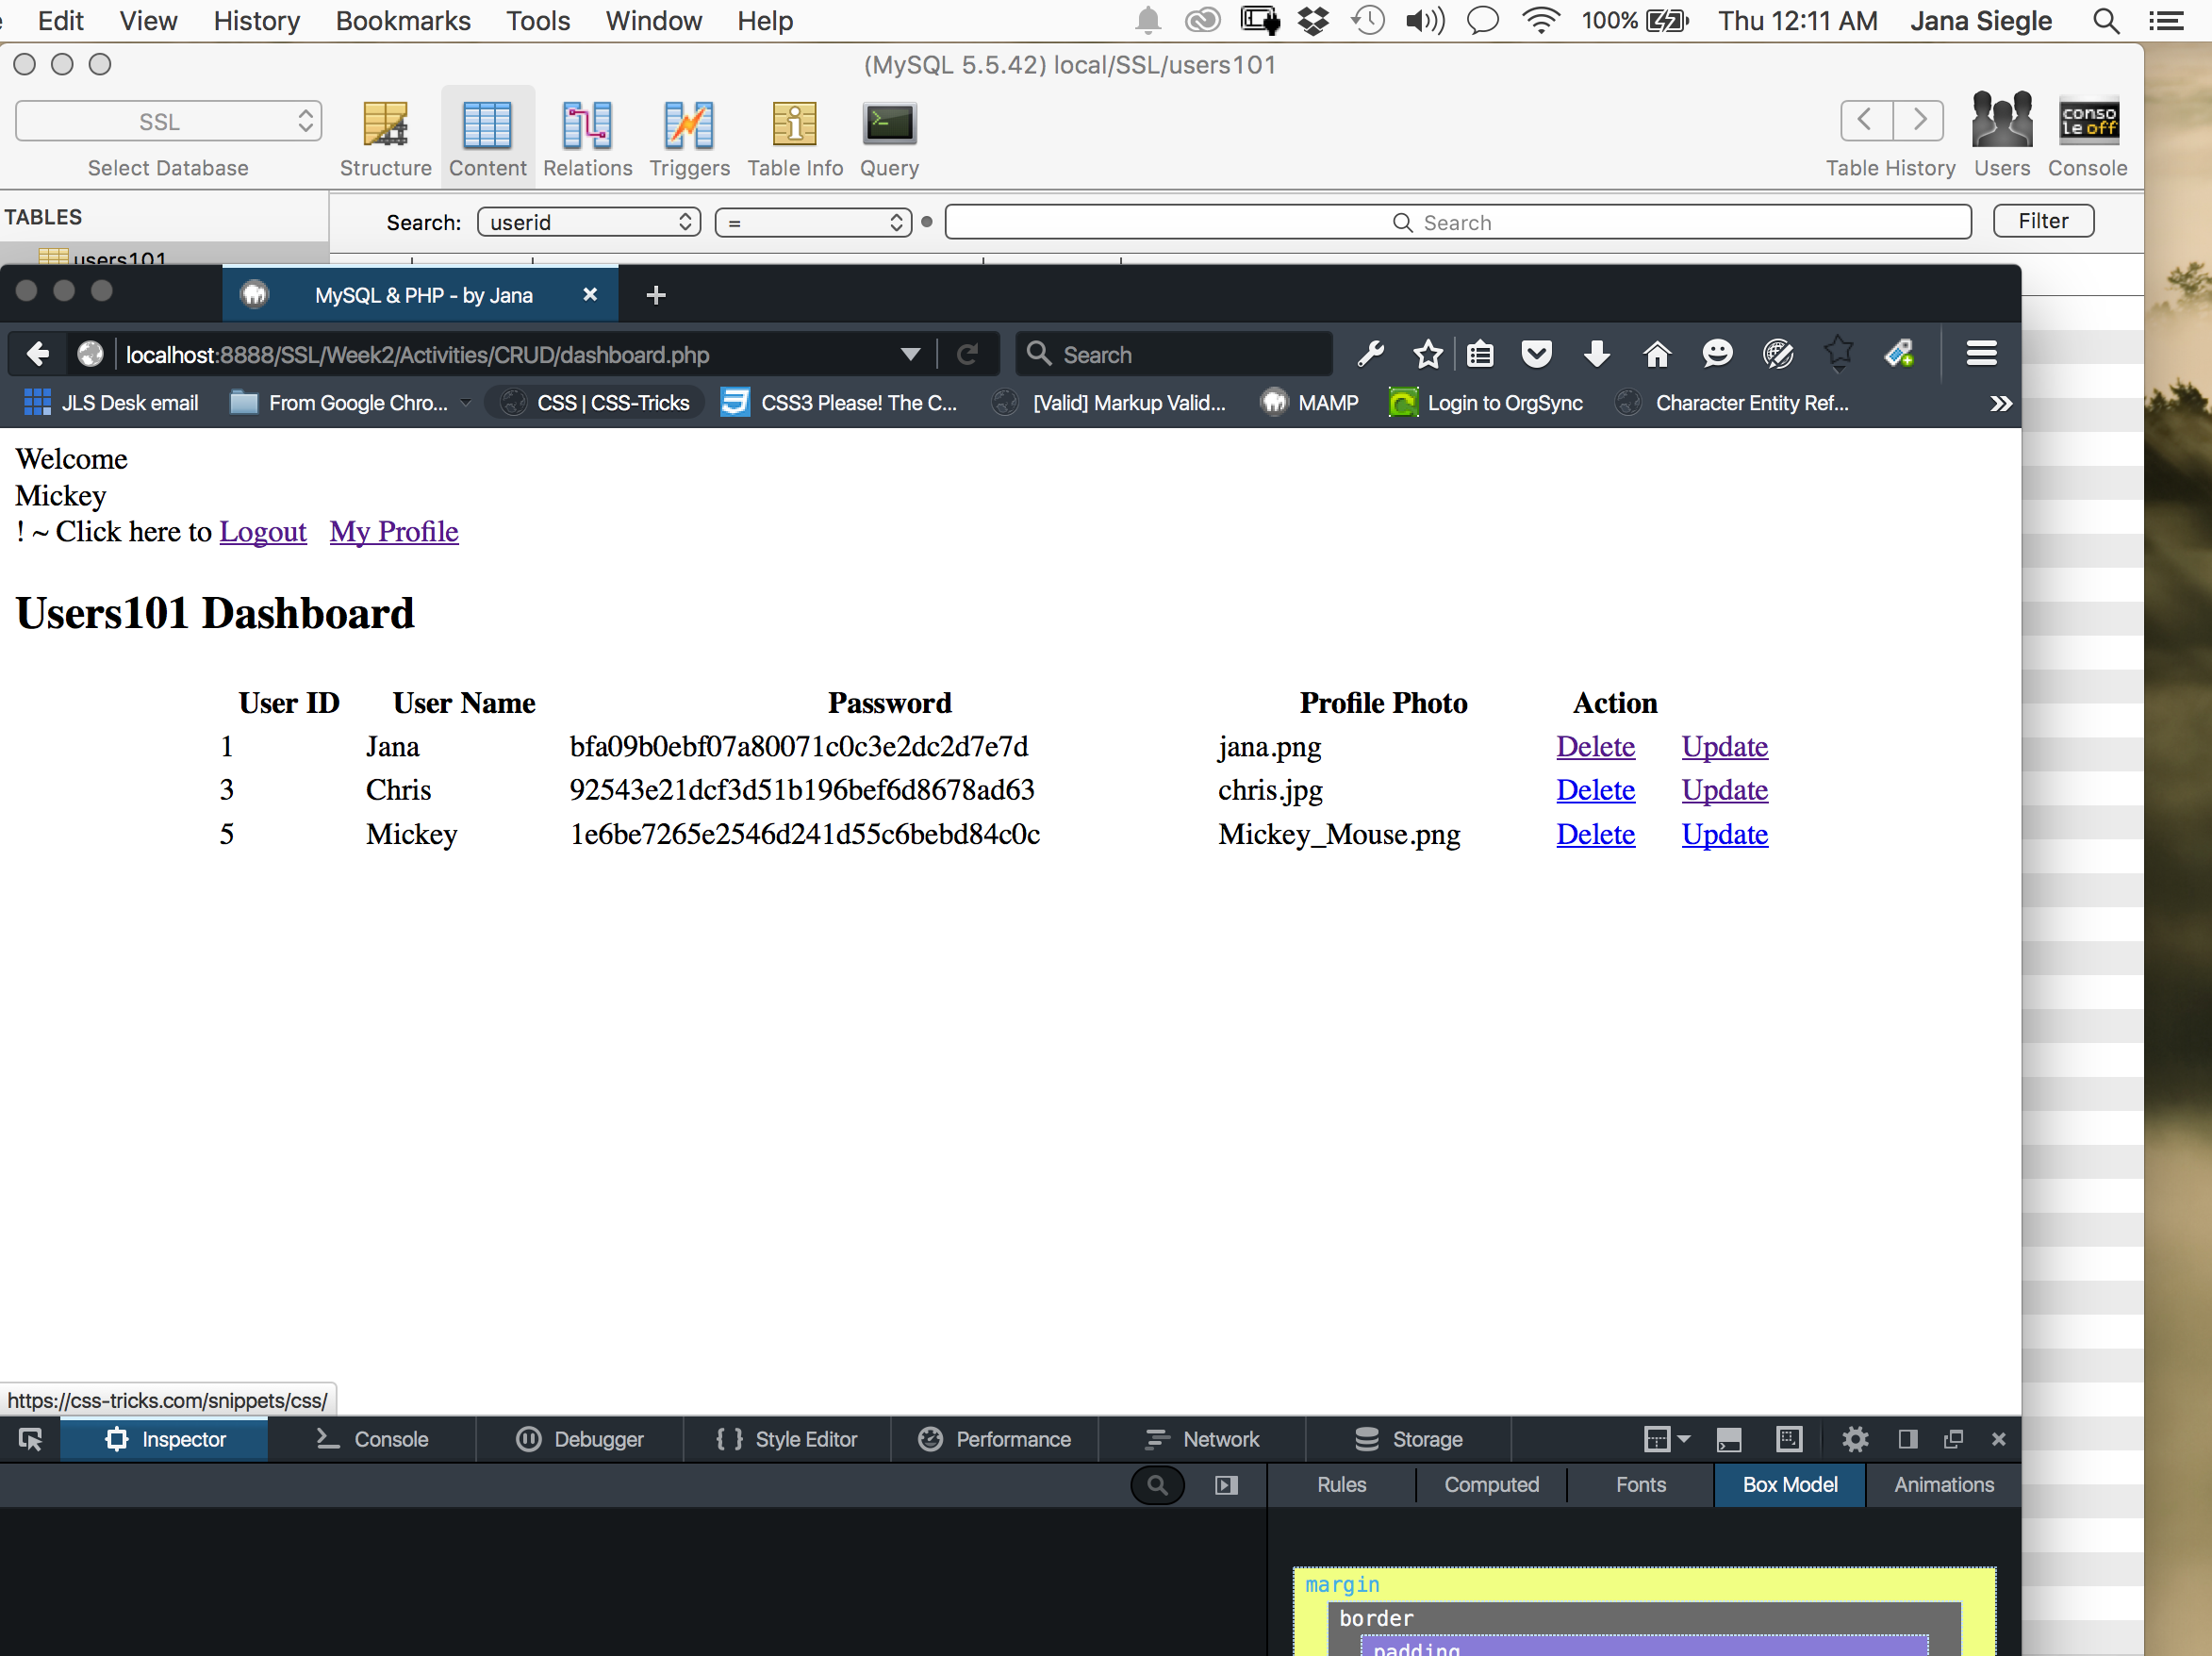 Edit View History Bookmarks Tools Window Help 100% Thu 12:11 AM Jana Siegle
(MySQL 5.5.42) local/SSL/users101
SSL
Select Database Structure Content Relations Triggers Table Info Query Table History Users Console
conso
le off
TABLES
Search: userid = Search Filter
users101
MySQL & PHP - by Jana
localhost:8888/SSL/Week2/Activities/CRUD/dashboard.php Search
JLS Desk email From Google Chro... CSS | CSS-Tricks CSS3 Please! The C... [Valid] Markup Valid... MAMP Login to OrgSync Character Entity Ref...
Welcome
Mickey
! ~ Click here to Logout My Profile
Users101 Dashboard
User ID User Name Password Profile Photo Action
1 Jana bfa09b0ebf07a80071c0c3e2dc2d7e7d jana.png Delete Update
3 Chris 92543e21dcf3d51b196bef6d8678ad63 chris.jpg Delete Update
5 Mickey 1e6be7265e2546d241d55c6bebd84c0c Mickey_Mouse.png Delete Update
https://css-tricks.com/snippets/css/
Inspector Console Debugger Style Editor Performance Network Storage
Rules Computed Fonts Box Model Animations
margin
border
padding